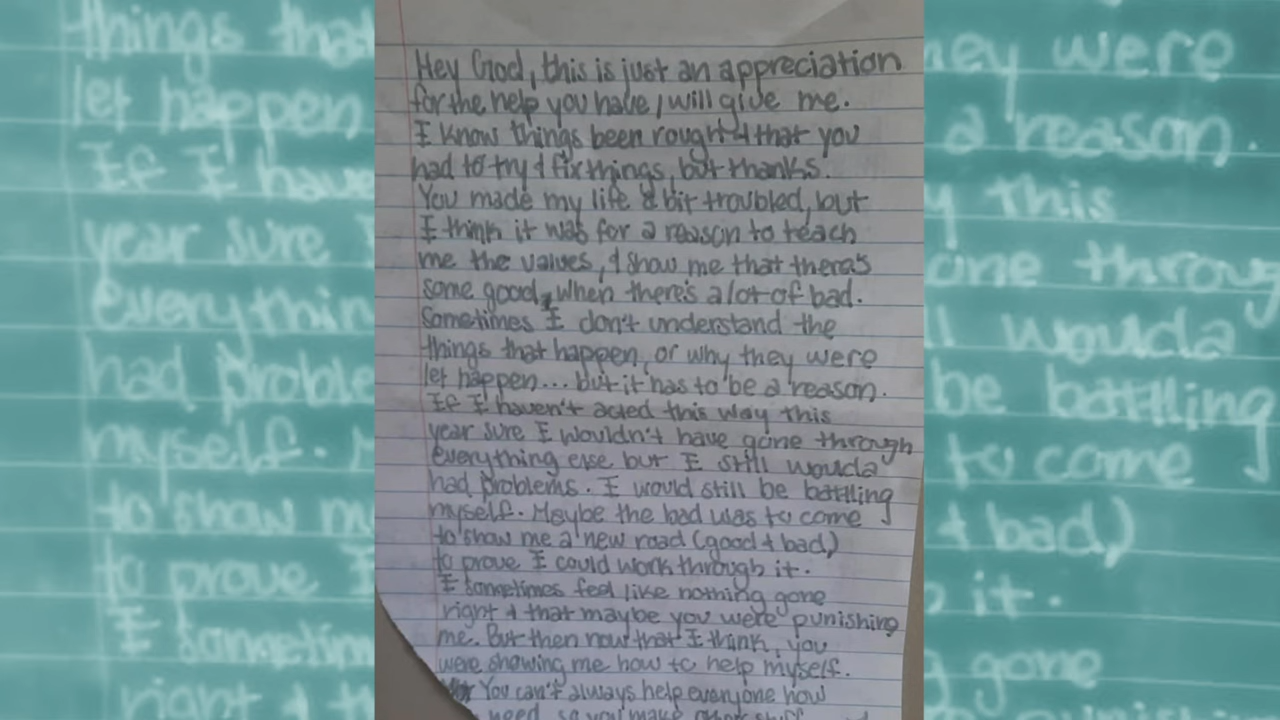 Hey God, this is just an appreciation
for the help you have / will give me.
I know things been rough & that you
had to try & fix things, but thanks.
You made my life a bit troubled, but
I think it was for a reason to teach
me the values, & show me that there's
some good, when there's a lot of bad.
Sometimes I don't understand the
things that happen, or why they were
let happen... but it has to be a reason.
If I haven't acted this way this
year sure I wouldn't have gone through
everything else but I still woulda
had problems. I would still be battling
myself. Maybe the bad was to come
to show me a new road (good & bad)
to prove I could work through it.
I sometimes feel like nothing gone
right & that maybe you were punishing
me. But then now that I think, you
were showing me how to help myself.
You can't always help everyone how
need, so you make other stuff